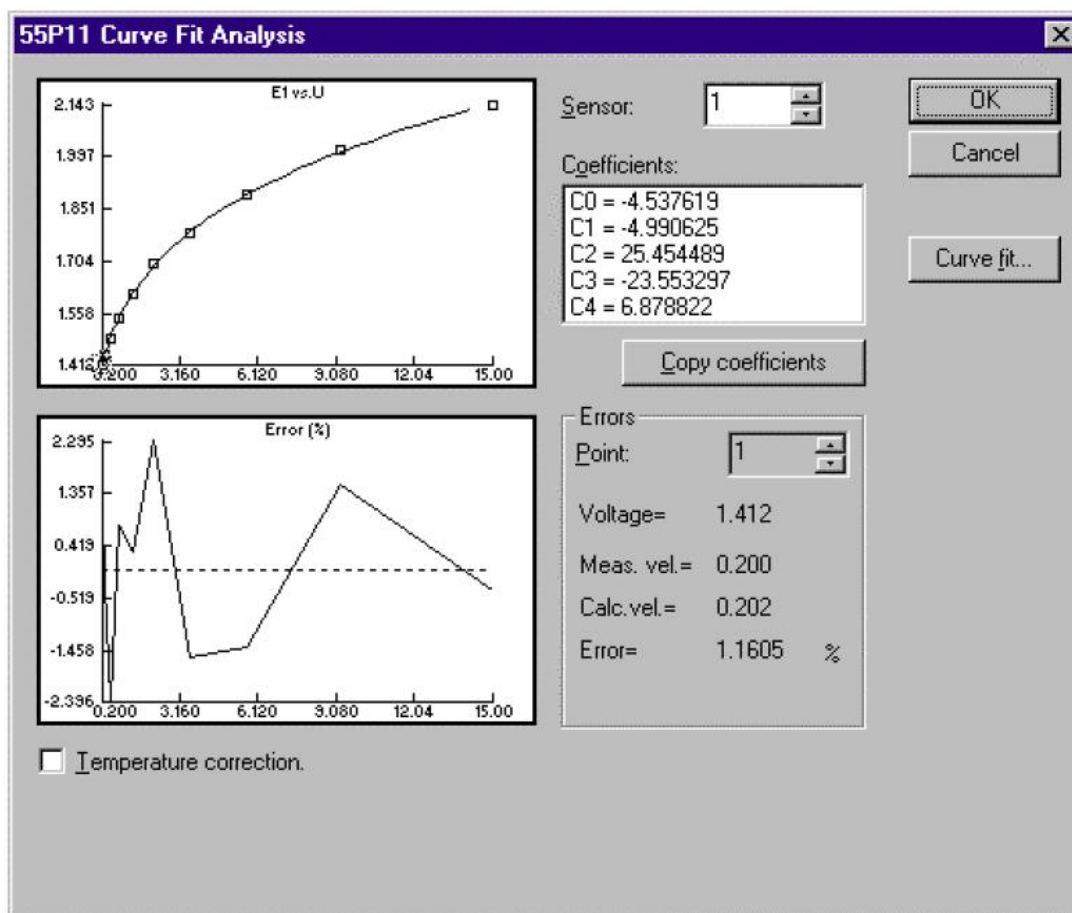 55P11 Curve Fit Analysis
E1 vs.U
2.143
1.997
1.851
1.704
1.558
1.412
0.200 3.160 6.120 9.080 12.04 15.00
Sensor: 1
OK
Cancel
Coefficients:
C0 = -4.537619
C1 = -4.990625
C2 = 25.454489
C3 = -23.553297
C4 = 6.878822
Curve fit...
Copy coefficients
Error (%)
2.295
1.357
0.419
-0.519
-1.458
-2.396
0.200 3.160 6.120 9.080 12.04 15.00
Errors
Point: 1
Voltage= 1.412
Meas. vel.= 0.200
Calc.vel.= 0.202
Error= 1.1605 %
Temperature correction.